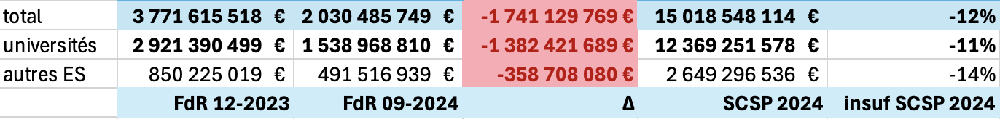 total 3 771 615 518 € 2 030 485 749 € -1 741 129 769 € 15 018 548 114 € -12%
universités 2 921 390 499 € 1 538 968 810 € -1 382 421 689 € 12 369 251 578 € -11%
autres ES 850 225 019 € 491 516 939 € -358 708 080 € 2 649 296 536 € -14%
FdR 12-2023 FdR 09-2024 Δ SCSP 2024 insuf SCSP 2024